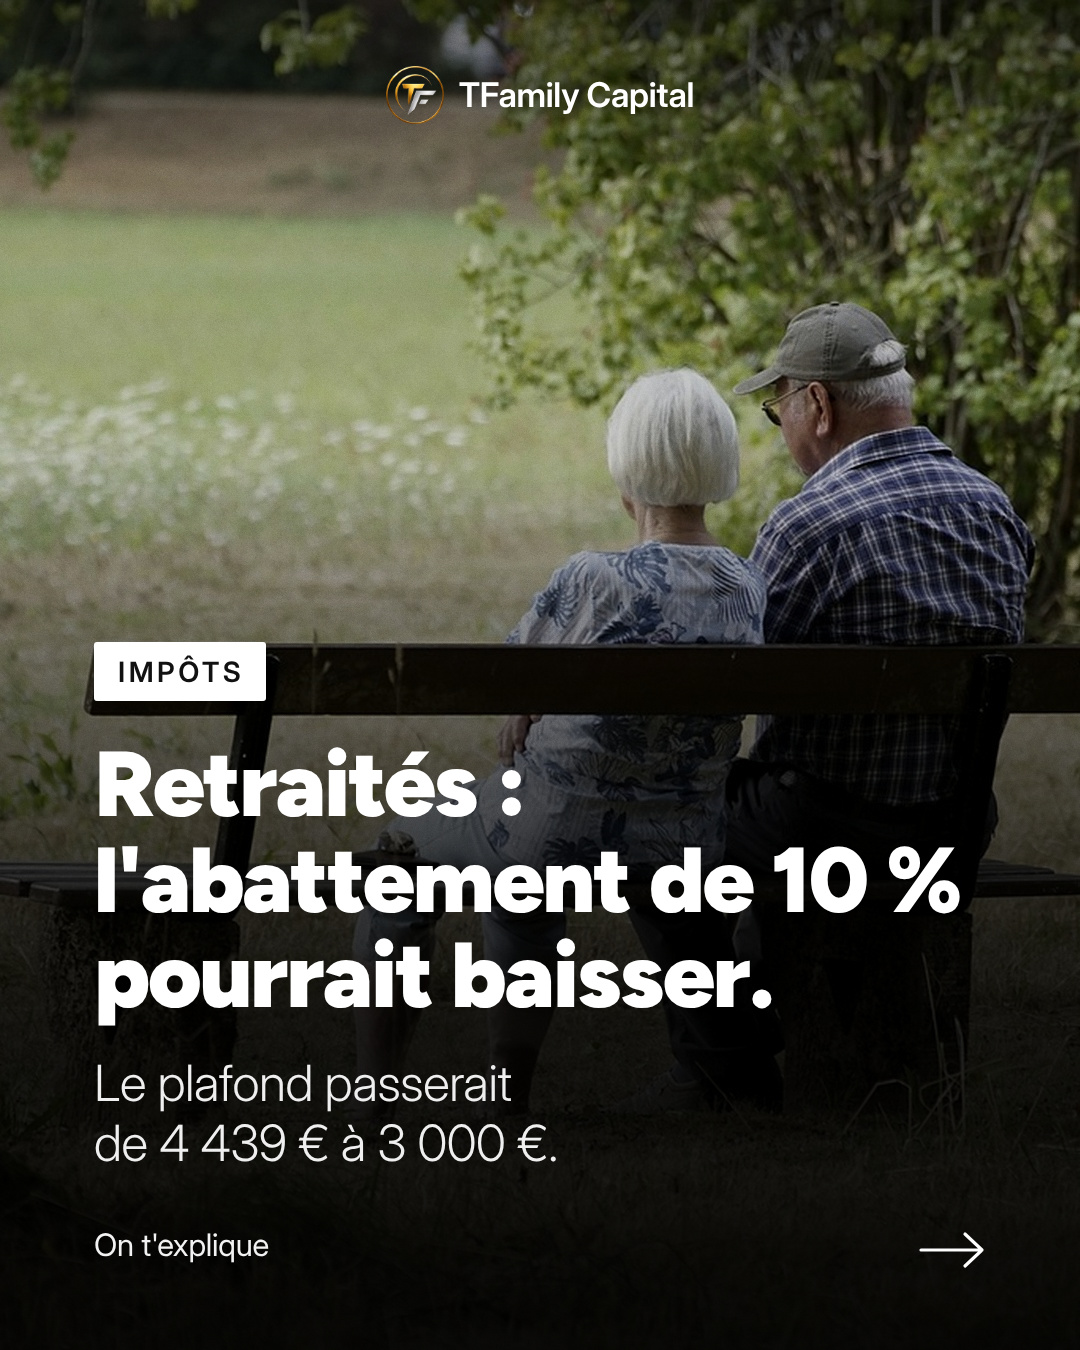 TF TFamily Capital
IMPÔTS
Retraités :
l'abattement de 10 %
pourrait baisser.
Le plafond passerait
de 4 439 € à 3 000 €.
On t'explique